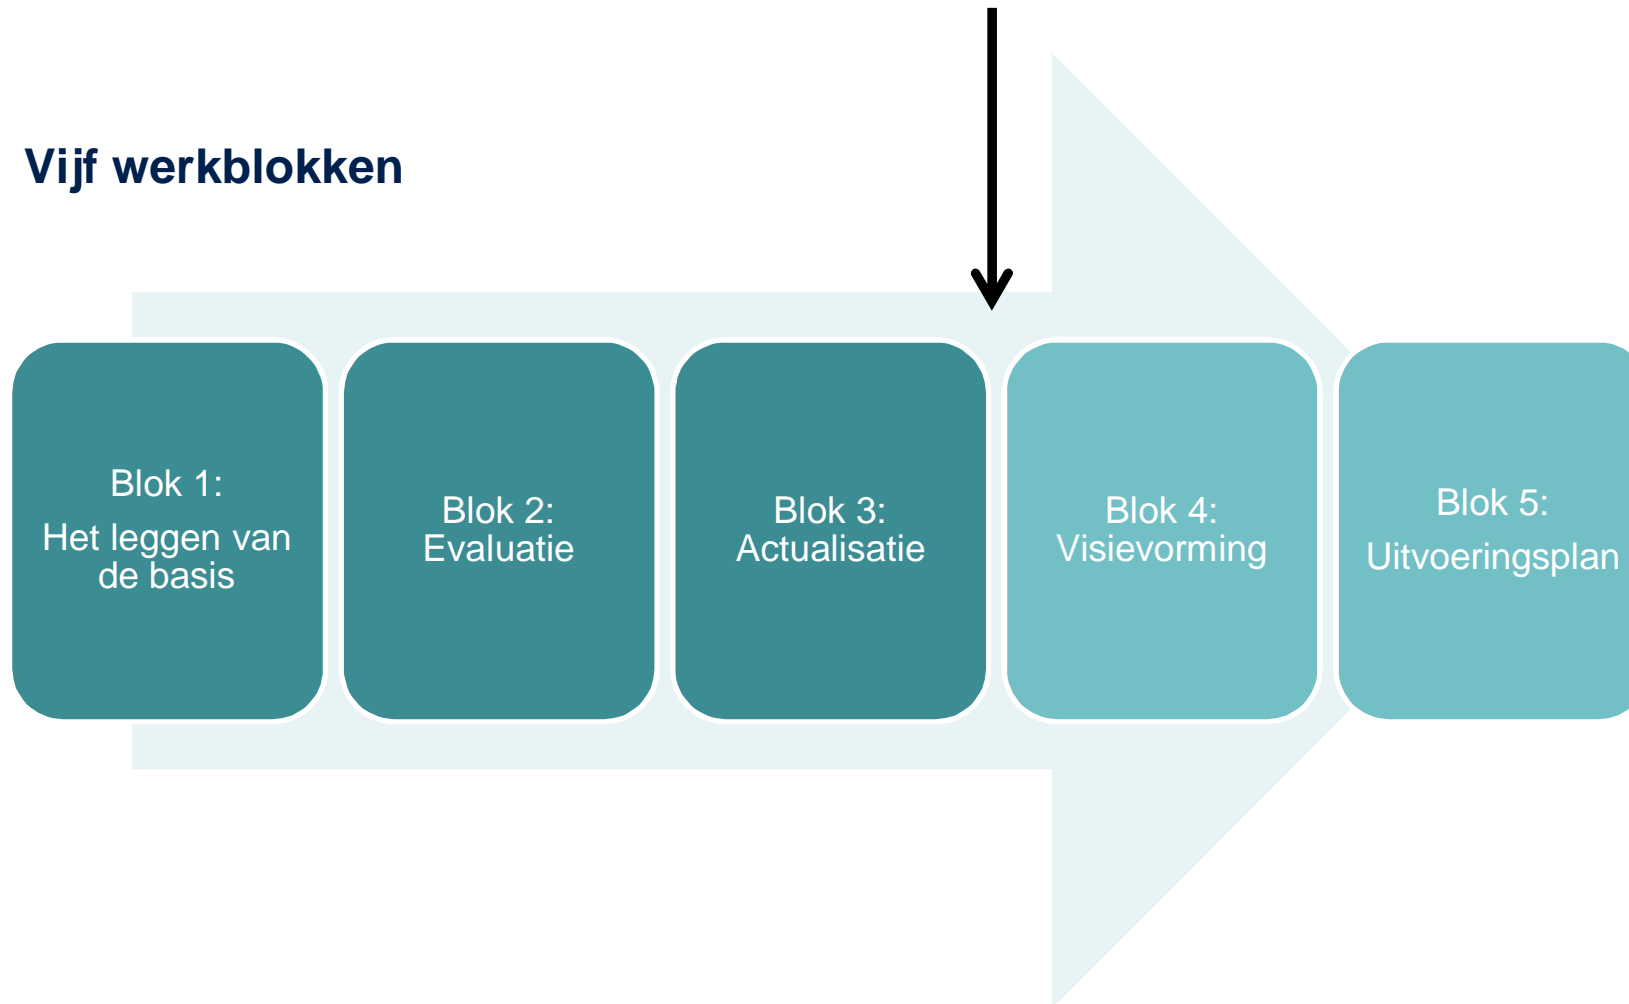 Vijf werkblokken
Blok 1:
Het leggen van
de basis
Blok 2:
Evaluatie
Blok 3:
Actualisatie
Blok 4:
Visievorming
Blok 5:
Uitvoeringsplan